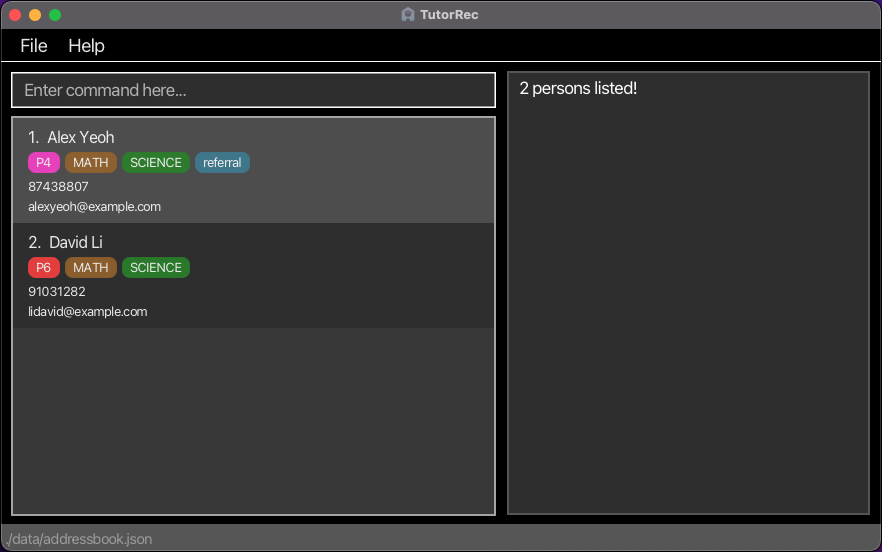 TutorRec
File Help
Enter command here...
2 persons listed!
1. Alex Yeoh
P4 MATH SCIENCE referral
87438807
alexyeoh@example.com
2. David Li
P6 MATH SCIENCE
91031282
lidavid@example.com
./data/addressbook.json